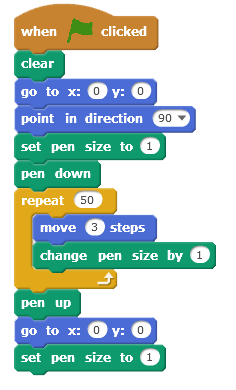 when clicked
clear
go to x: 0 y: 0
point in direction 90
set pen size to 1
pen down
repeat 50
move 3 steps
change pen size by 1
pen up
go to x: 0 y: 0
set pen size to 1